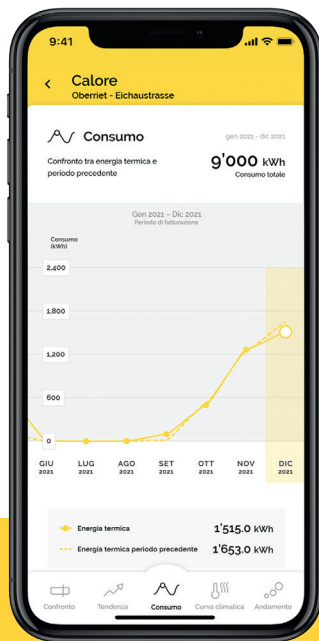 9:41
Calore
Oberriet - Eichaustrasse
Consumo
gen 2021 - dic 2021
Confronto tra energia termica e
periodo precedente
9'000 kWh
Consumo totale
Gen 2021 – Dic 2021
Periodo di fatturazione
Consumo
(kWh)
2,400
1,800
1,200
600
0
GIU LUG AGO SET OTT NOV DIC
2021 2021 2021 2021 2021 2021 2021
Energia termica 1'515.0 kWh
Energia termica periodo precedente 1'653.0 kWh
Confronto Tendenza Consumo Curva climatica Andamento